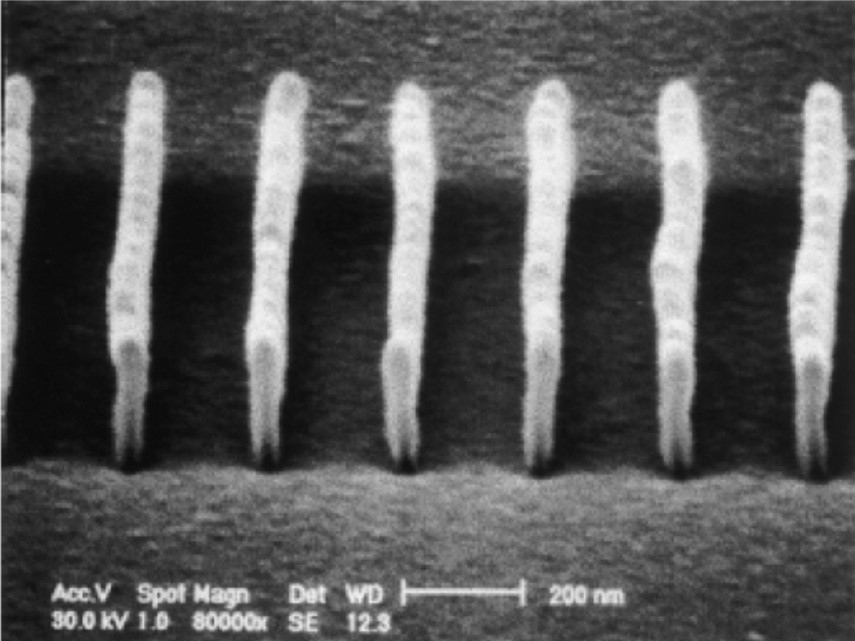 Acc.V Spot Magn Det WD 200 nm
30.0 kV 1.0 80000x SE 12.3